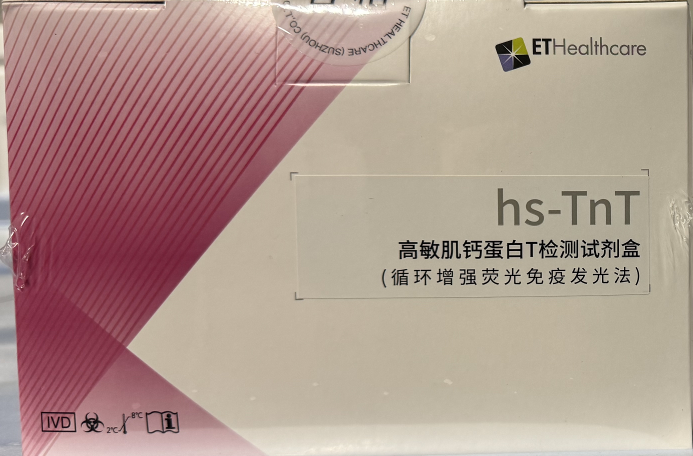 ET HEALTHCARE (SUZHOU) CO.,
ETHealthcare
hs-TnT
高敏肌钙蛋白T检测试剂盒
(循环增强荧光免疫发光法)
IVD
2°C
8°C
i